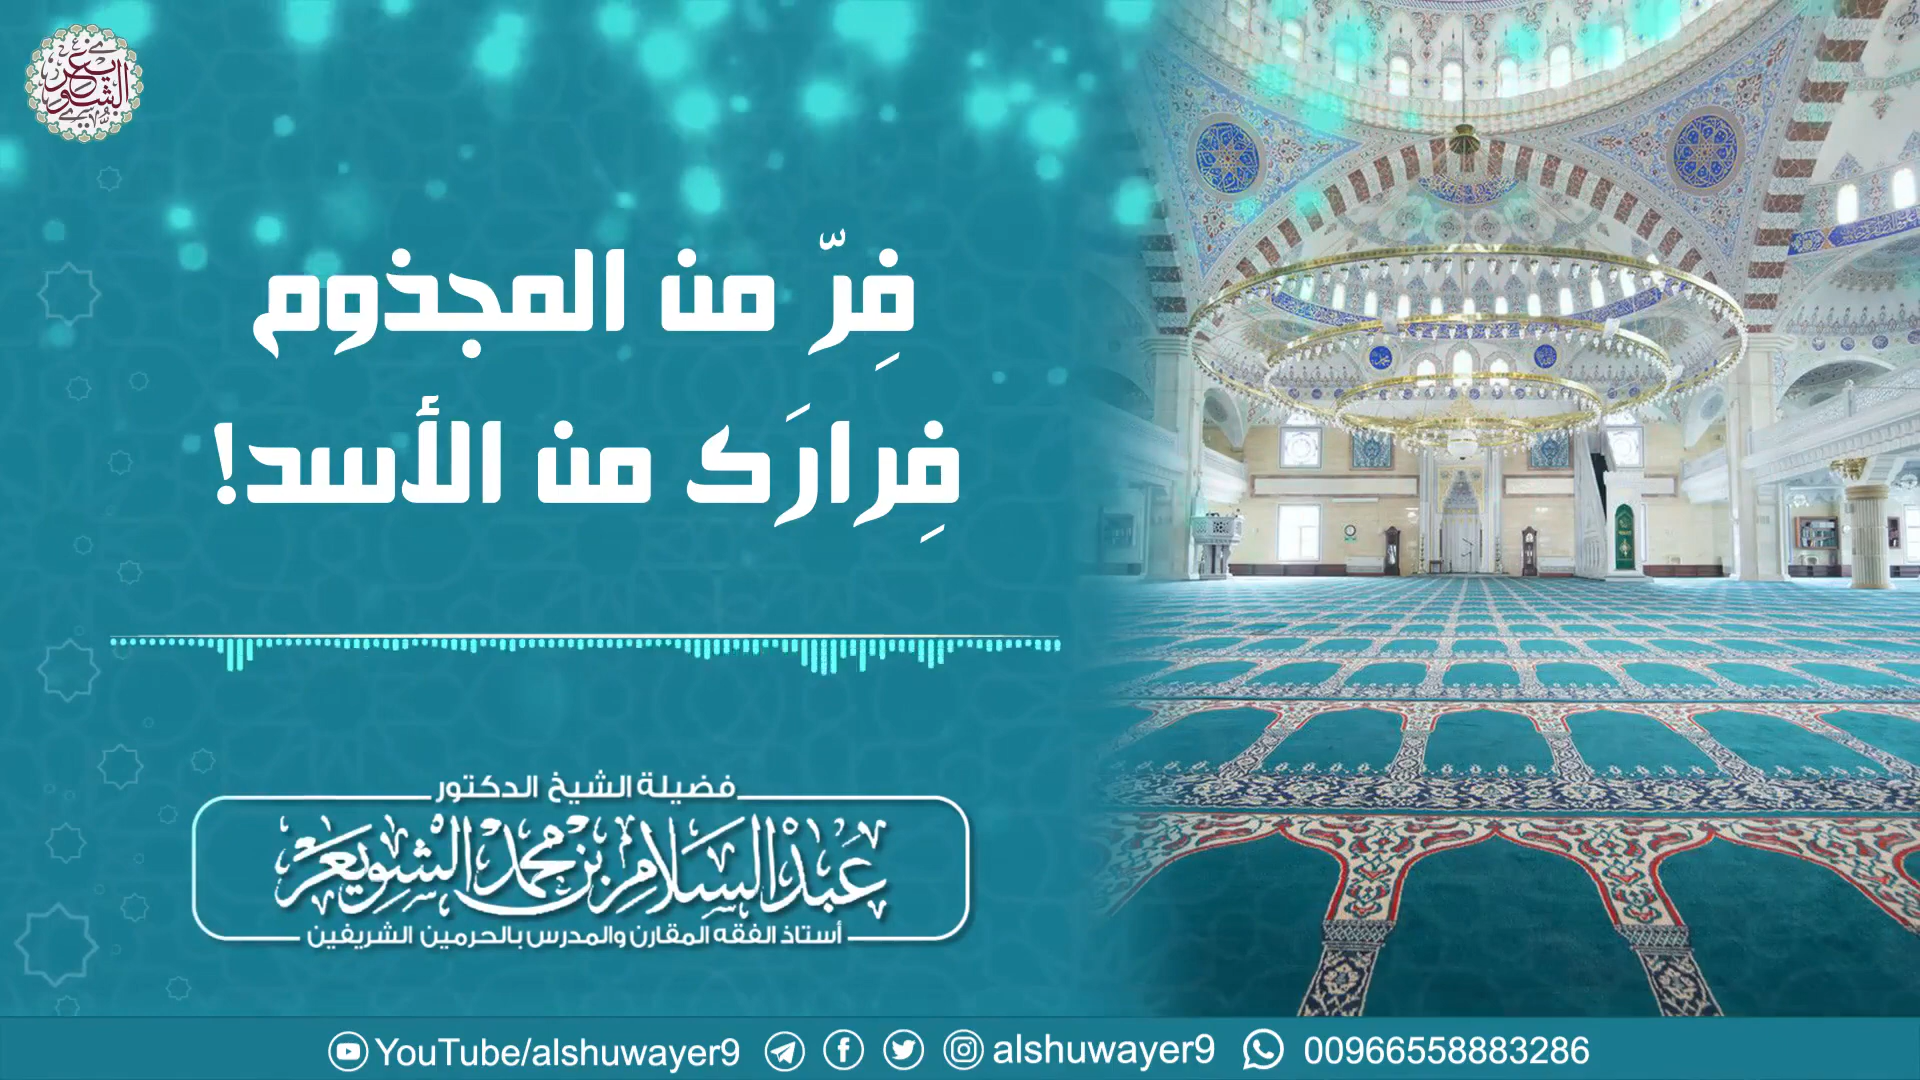 الشويعر
فِرّ من المجذوم
فِرارَك من الأسد!
فضيلة الشيخ الدكتور
عبد السلام بن محمد الشويعر
أستاذ الفقه المقارن والمدرس بالحرمين الشريفين
YouTube/alshuwayer9 alshuwayer9 00966558883286